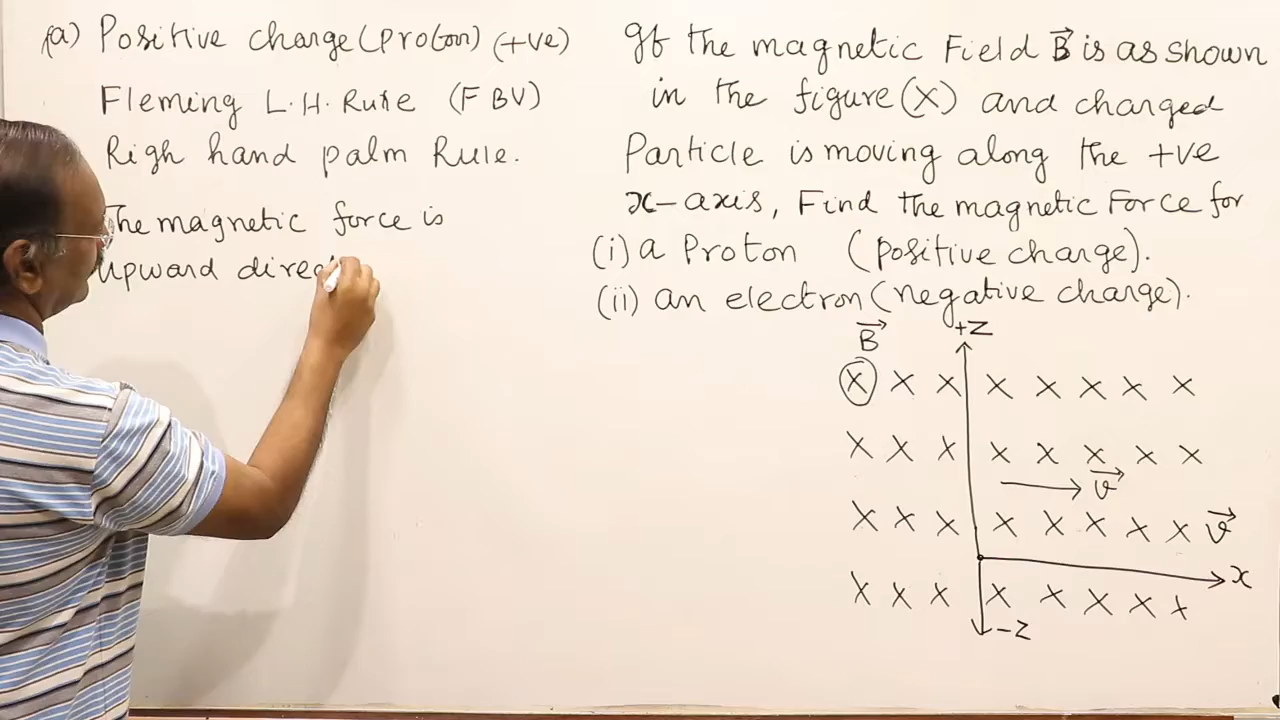 (a) Positive charge (Proton) (+ve)
Fleming L.H. Rule (F B V)
Righ hand palm Rule.
The magnetic force is
upward direc
If the magnetic Field B⃗ is as shown
in the figure (X) and charged
Particle is moving along the +ve
x-axis, Find the magnetic Force for
(i) a Proton (positive charge).
(ii) an electron (negative charge).
B⃗ +Z
X X X X X X X X
X X X X X X X X
v⃗
X X X X X X X X v⃗
x
X X X X X X X X
-Z